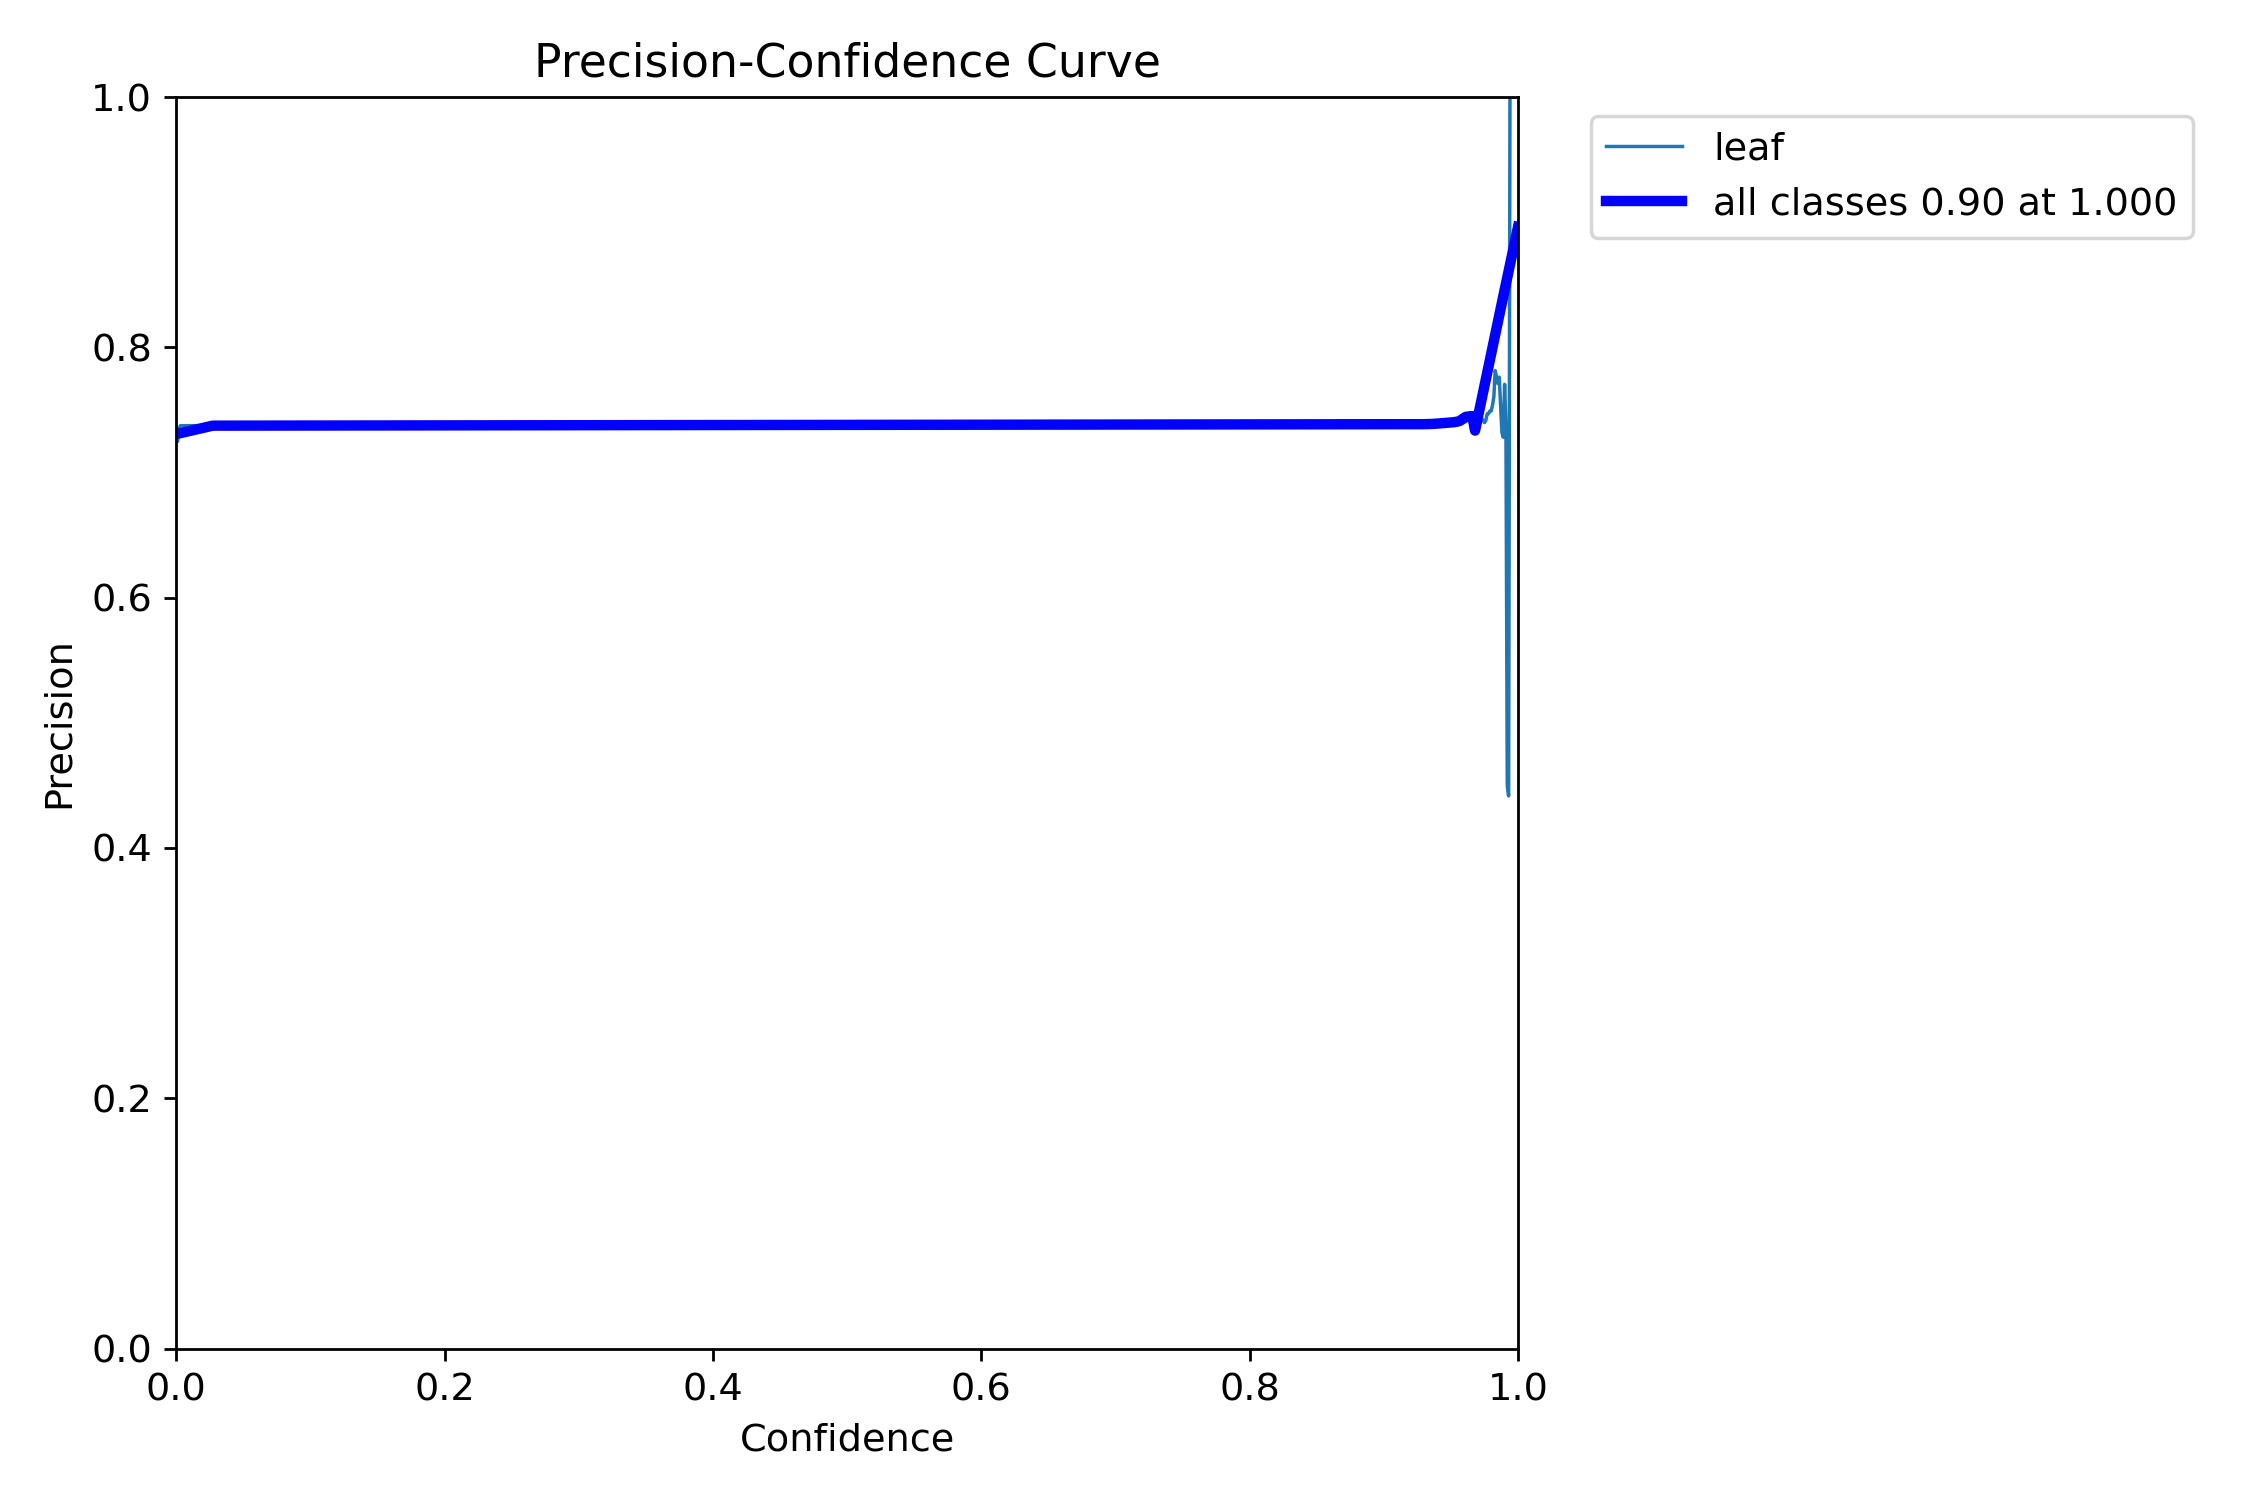 Precision-Confidence Curve
1.0
0.8
0.6
0.4
0.2
0.0
Precision
0.0 0.2 0.4 0.6 0.8 1.0
Confidence
leaf
all classes 0.90 at 1.000